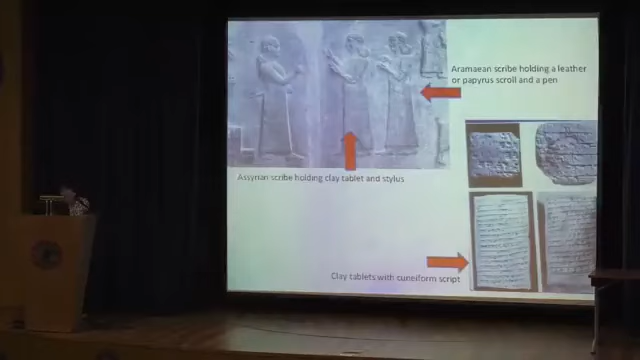 Aramaean scribe holding a leather
or papyrus scroll and a pen
Assyrian scribe holding clay tablet and stylus
Clay tablets with cuneiform script